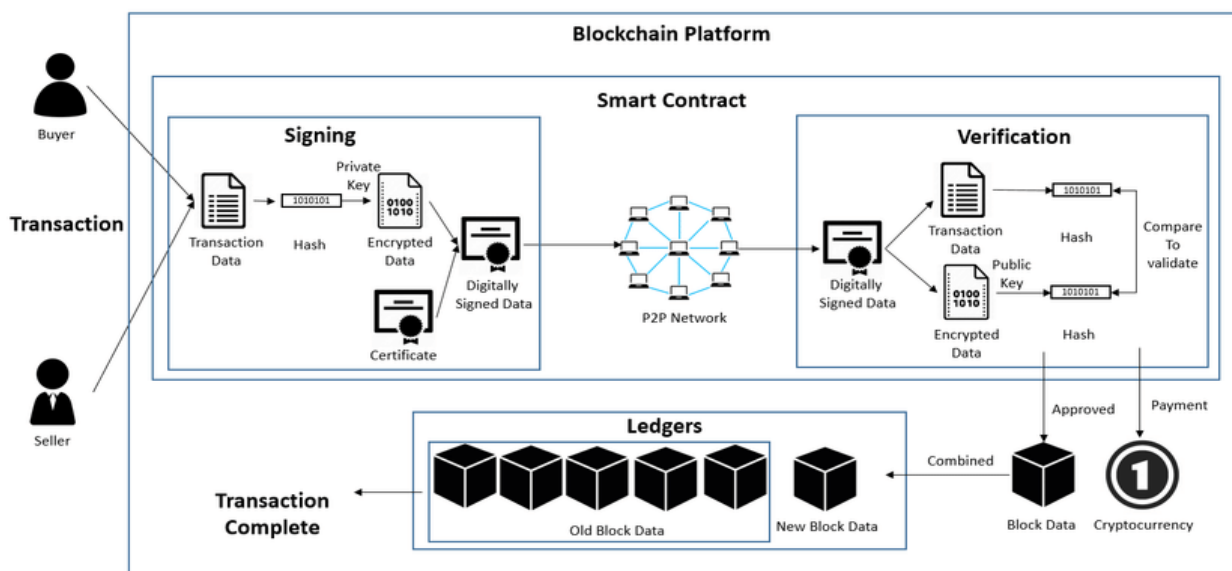 Blockchain Platform
Smart Contract
Buyer
Transaction
Seller
Signing
Transaction
Data
1010101
Hash
Private
Key
0100
1010
Encrypted
Data
Certificate
Digitally
Signed Data
P2P Network
Verification
Digitally
Signed Data
Transaction
Data
1010101
Hash
0100
1010
Encrypted
Data
Public
Key
1010101
Hash
Compare
To
validate
Approved
Payment
Block Data
1
Cryptocurrency
Combined
Ledgers
Old Block Data
New Block Data
Transaction
Complete